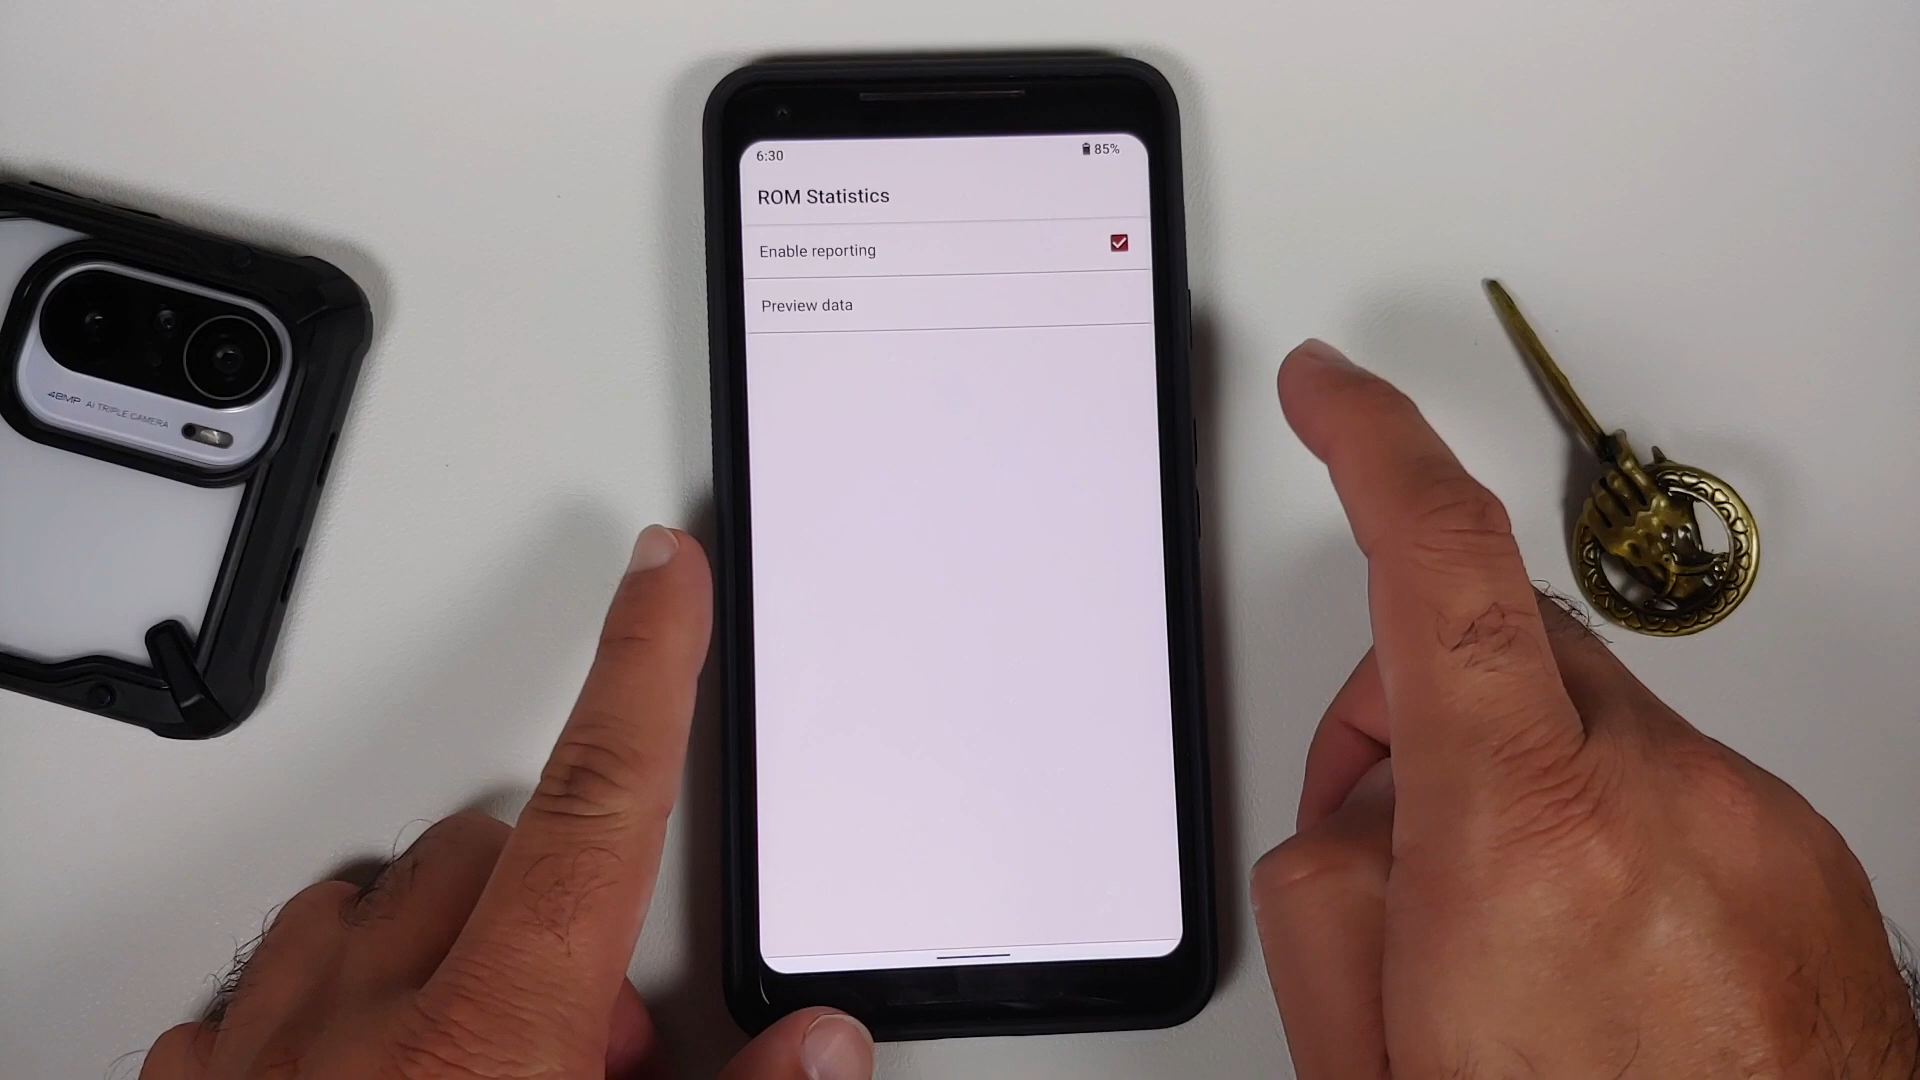 6:30
85%
ROM Statistics
Enable reporting
Preview data
48MP AI TRIPLE CAMERA